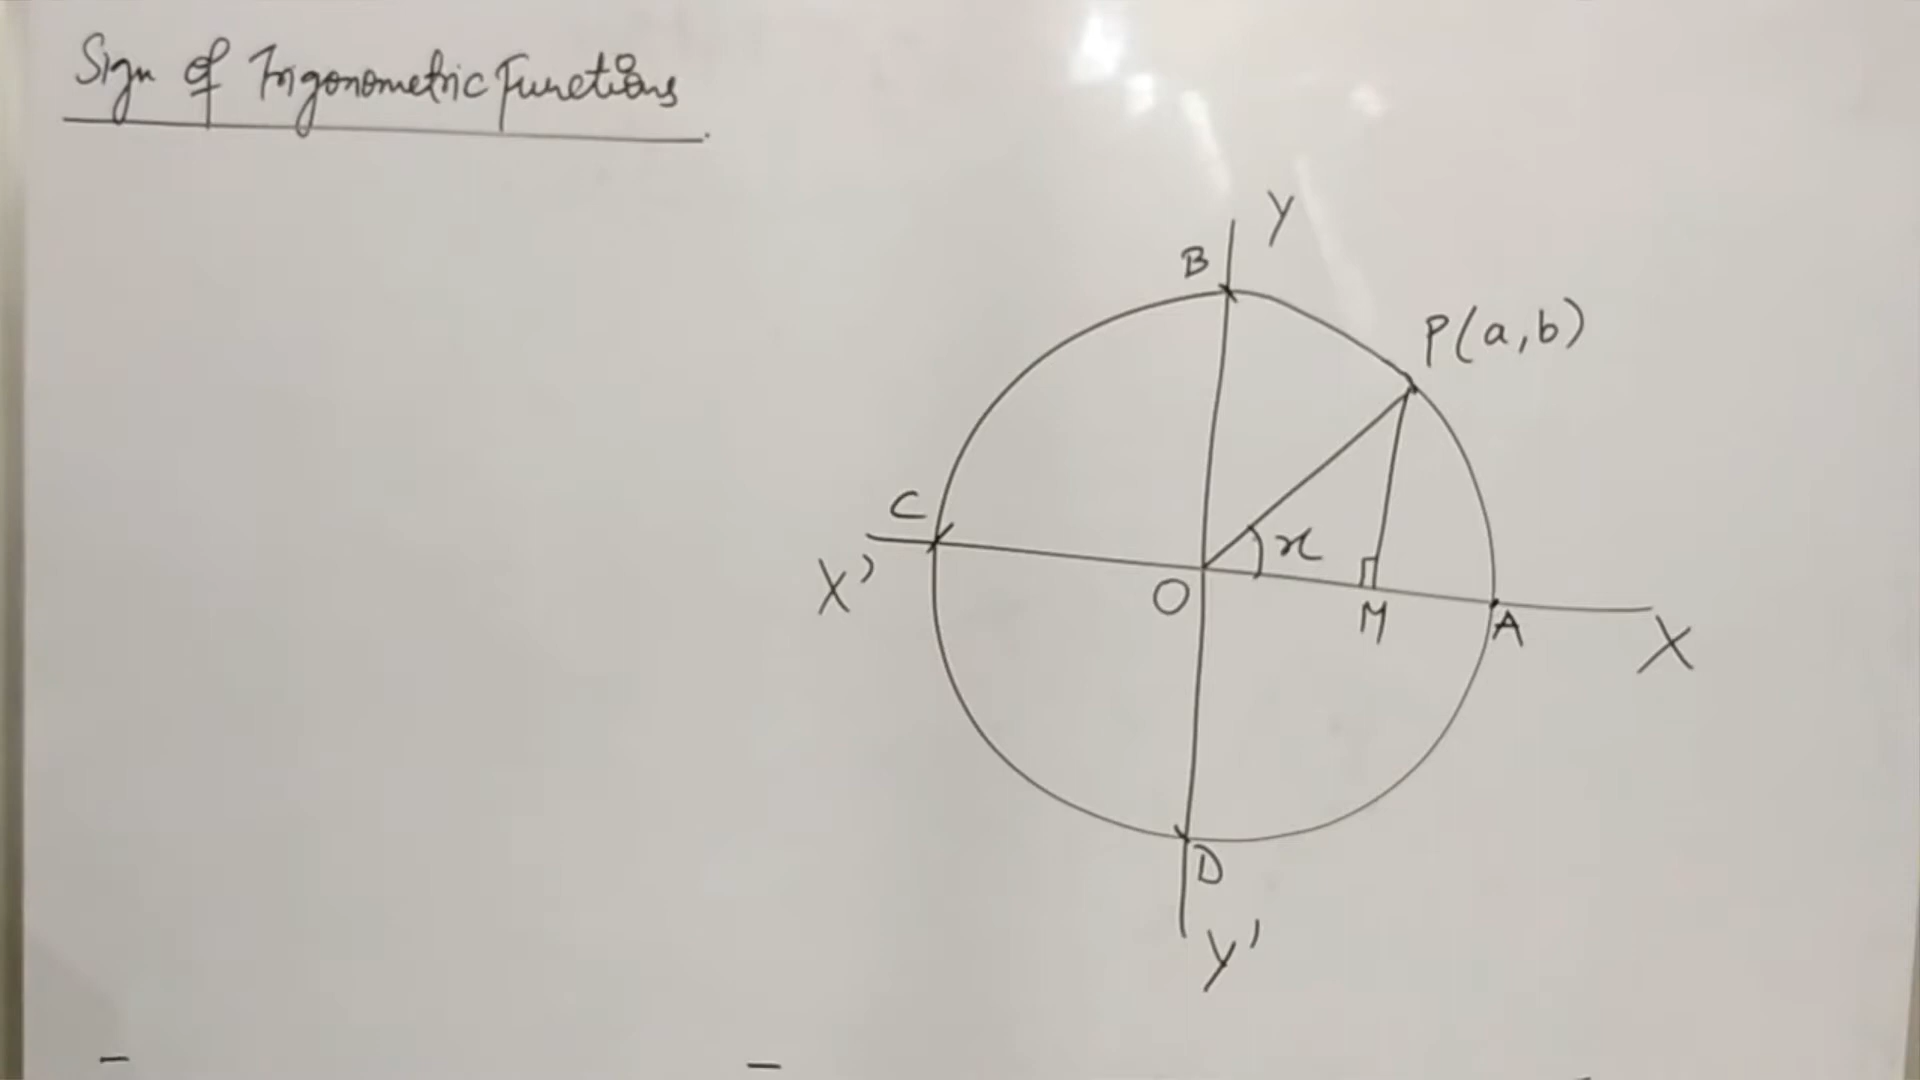 Sign of Trigonometric Functions
Y
B
P(a,b)
C
x
X'
O
M
A
X
D
Y'